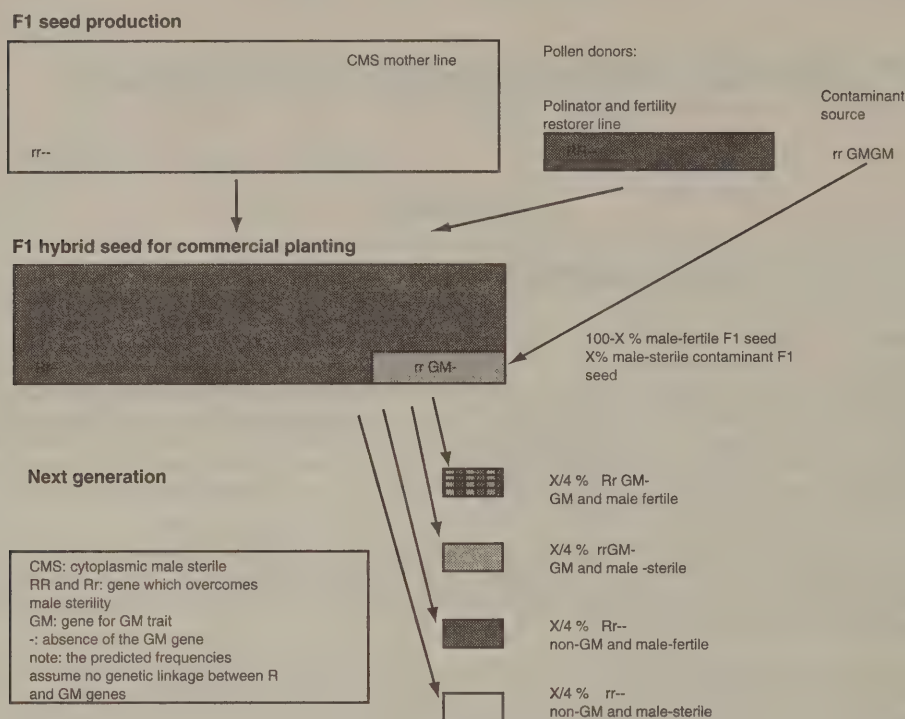 F1 seed production
CMS mother line
rr--
Pollen donors:
Polinator and fertility
restorer line
Contaminant
source
rr GMGM
F1 hybrid seed for commercial planting
rr GM-
100-X % male-fertile F1 seed
X% male-sterile contaminant F1
seed
Next generation
X/4 % Rr GM-
GM and male fertile
X/4 % rrGM-
GM and male -sterile
X/4 % Rr--
non-GM and male-fertile
X/4 % rr--
non-GM and male-sterile
CMS: cytoplasmic male sterile
RR and Rr: gene which overcomes
male sterility
GM: gene for GM trait
-: absence of the GM gene
note: the predicted frequencies
assume no genetic linkage between R
and GM genes